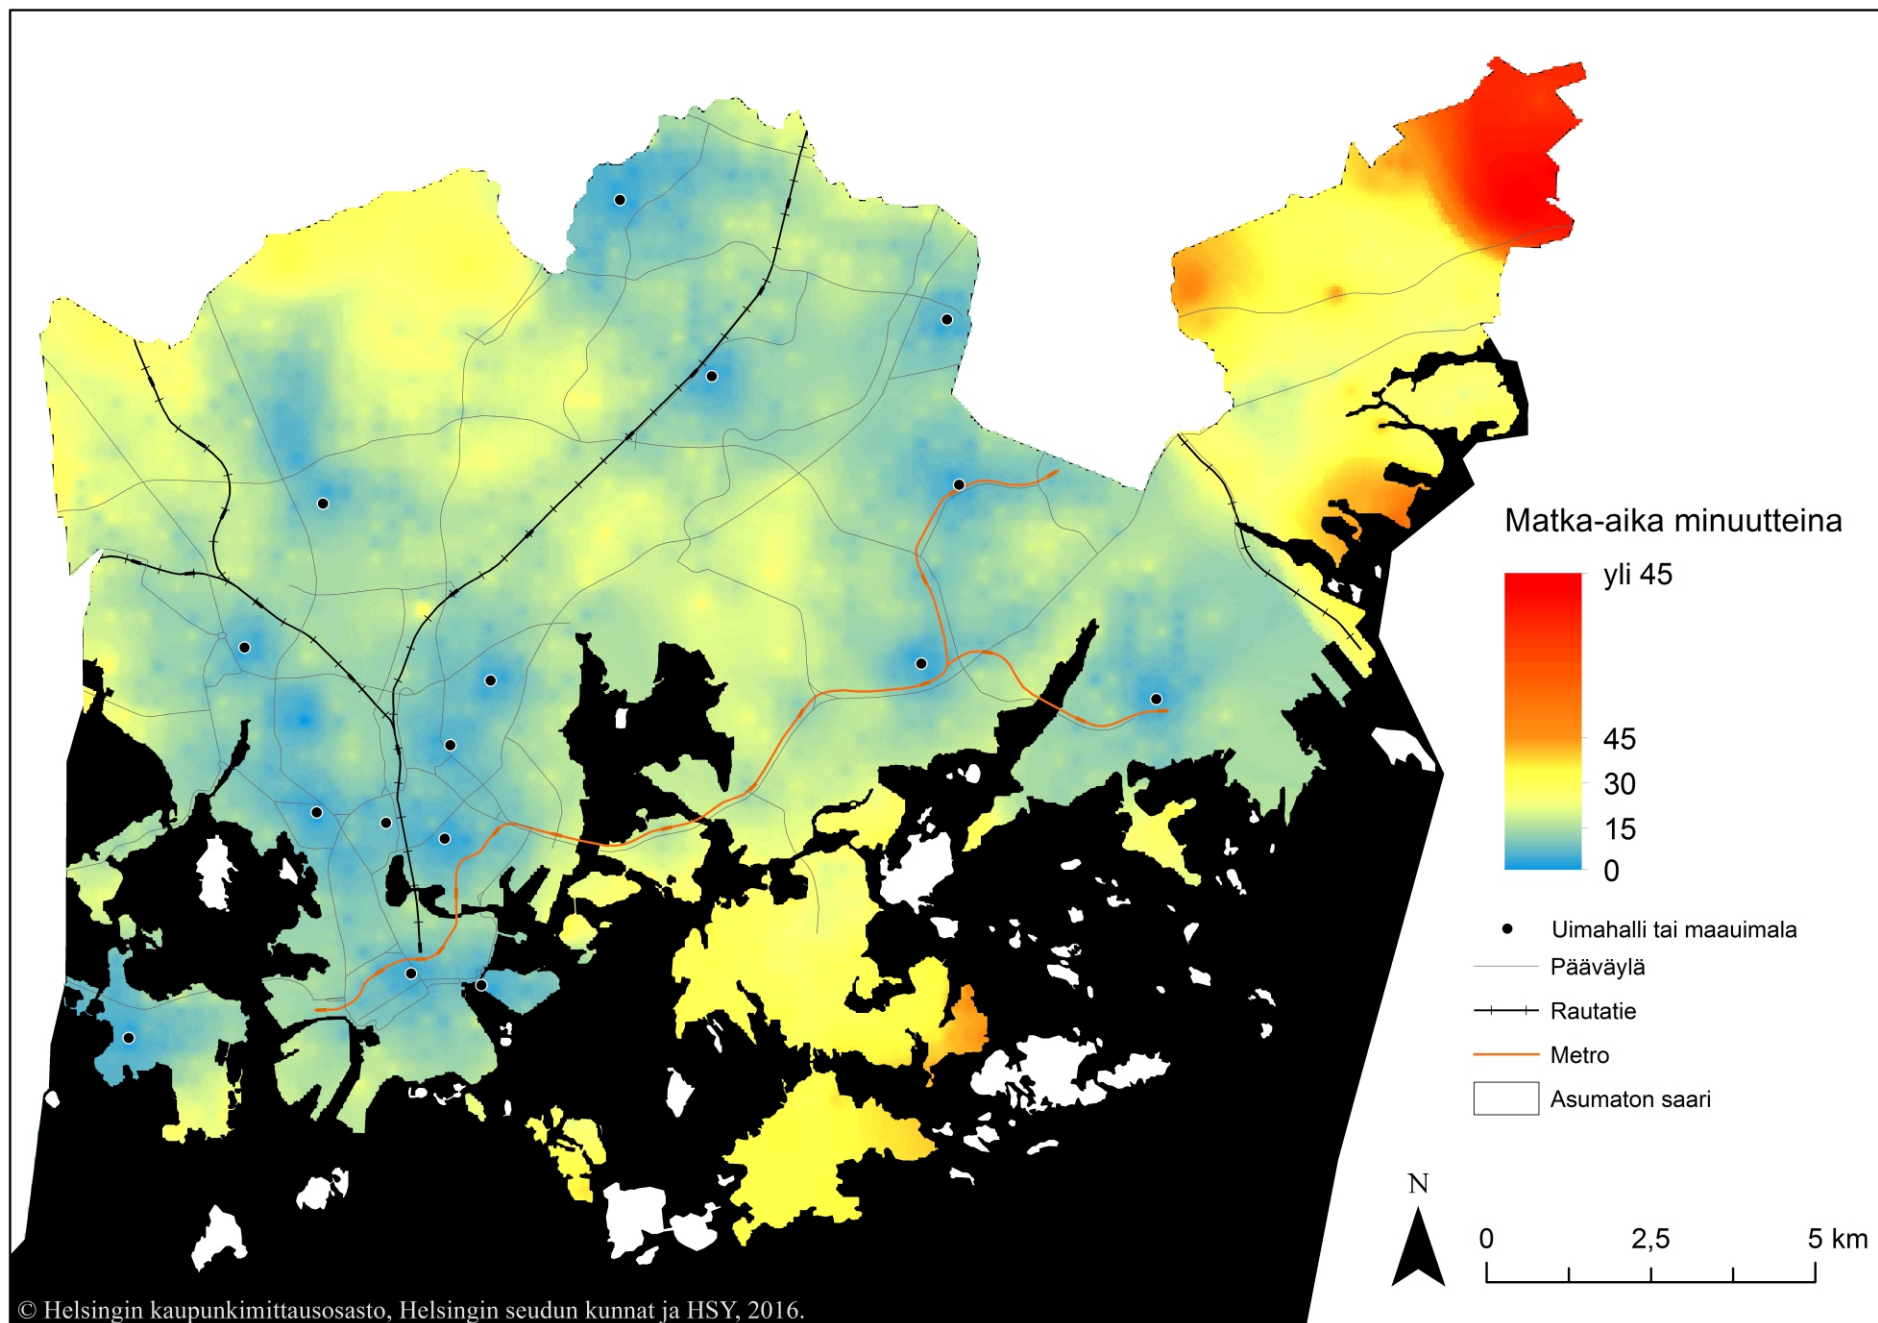 Matka-aika minuutteina
yli 45
45
30
15
0
Uimahalli tai maauimala
Pääväylä
Rautatie
Metro
Asumaton saari
N
0 2,5 5 km
© Helsingin kaupunkimittausosasto, Helsingin seudun kunnat ja HSY, 2016.